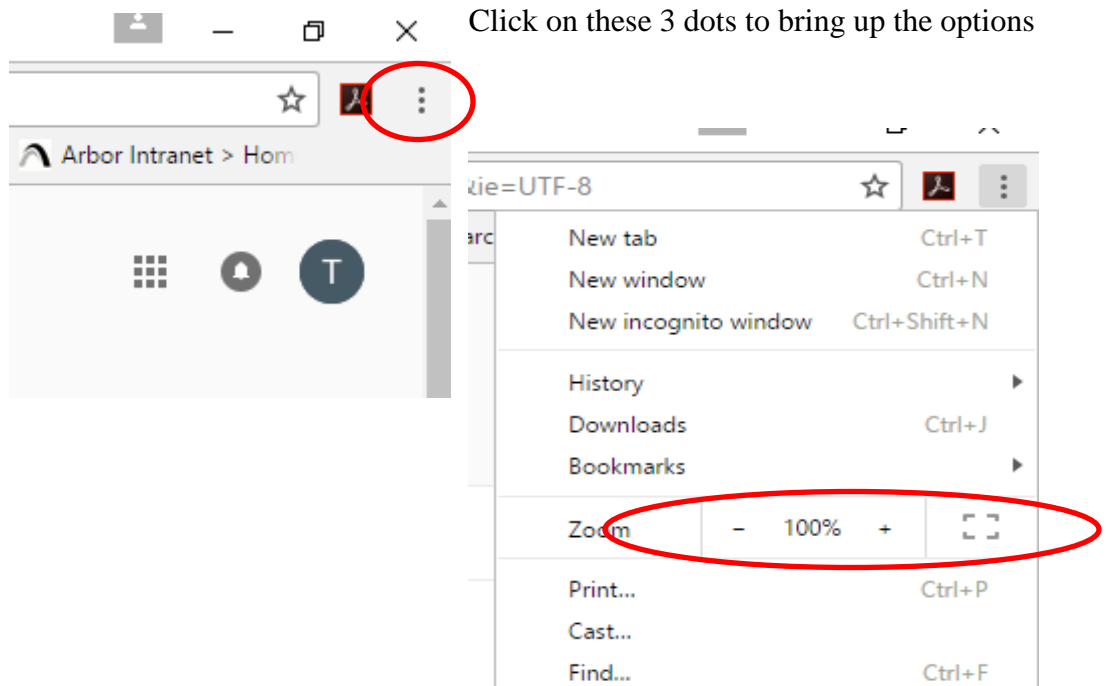 Click on these 3 dots to bring up the options
Arbor Intranet > Hom
T
&ie=UTF-8
arc
New tab Ctrl+T
New window Ctrl+N
New incognito window Ctrl+Shift+N
History
Downloads Ctrl+J
Bookmarks
Zoom - 100% +
Print... Ctrl+P
Cast...
Find... Ctrl+F